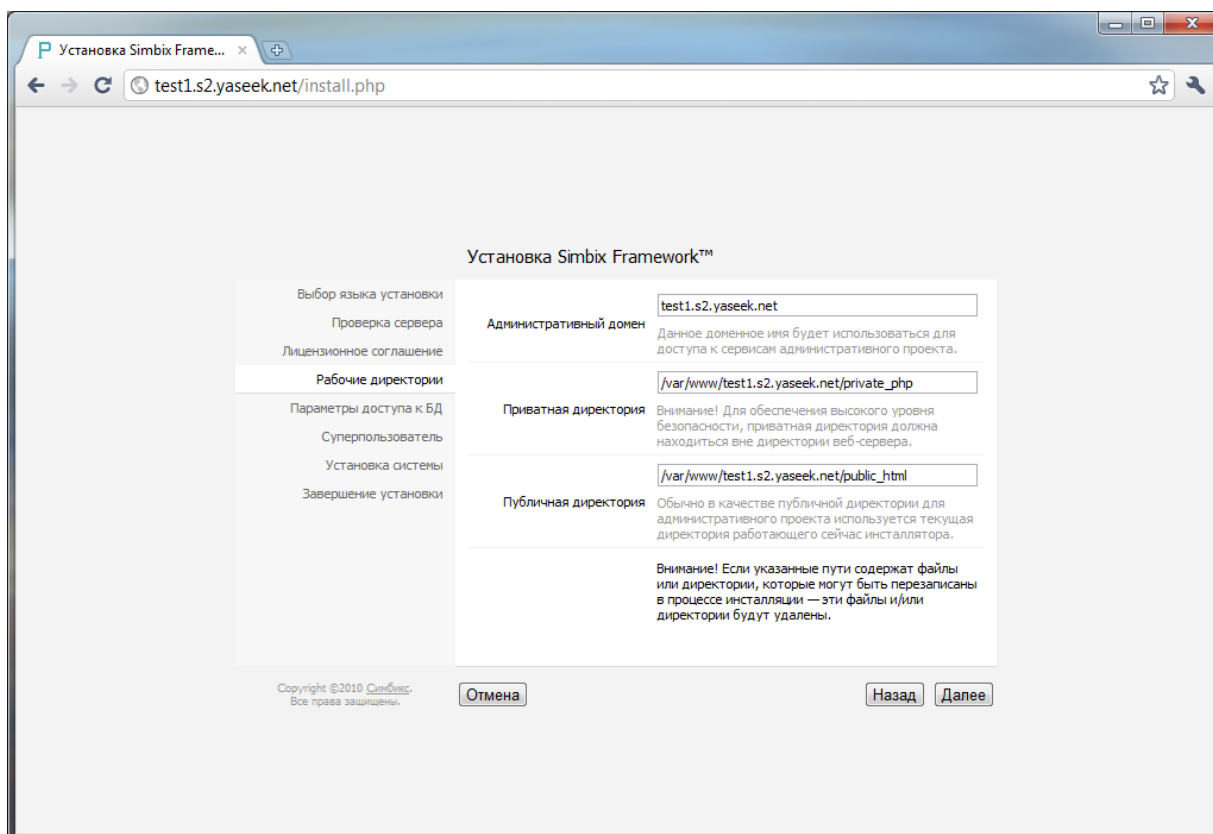 Установка Simbix Frame...
test1.s2.yaseek.net/install.php
Установка Simbix Framework™
Выбор языка установки
Проверка сервера
Лицензионное соглашение
Рабочие директории
Параметры доступа к БД
Суперпользователь
Установка системы
Завершение установки
Административный домен
test1.s2.yaseek.net
Данное доменное имя будет использоваться для
доступа к сервисам административного проекта.
Приватная директория
/var/www/test1.s2.yaseek.net/private_php
Внимание! Для обеспечения высокого уровня
безопасности, приватная директория должна
находиться вне директории веб-сервера.
Публичная директория
/var/www/test1.s2.yaseek.net/public_html
Обычно в качестве публичной директории для
административного проекта используется текущая
директория работающего сейчас инсталлятора.
Внимание! Если указанные пути содержат файлы
или директории, которые могут быть перезаписаны
в процессе инсталляции — эти файлы и/или
директории будут удалены.
Copyright ©2010 Симбикс.
Все права защищены.
Отмена
Назад
Далее